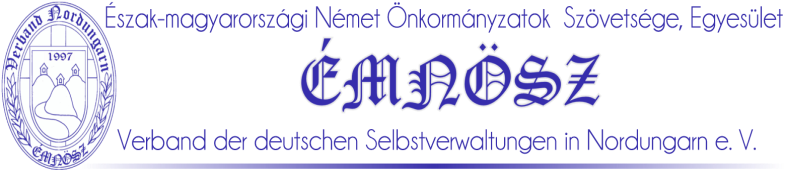 Észak-magyarországi Német Önkormányzatok Szövetsége, Egyesület
Verband Nordungarn
1997
ÉMNÖSZ
ÉMNÖSZ
Verband der deutschen Selbstverwaltungen in Nordungarn e. V.